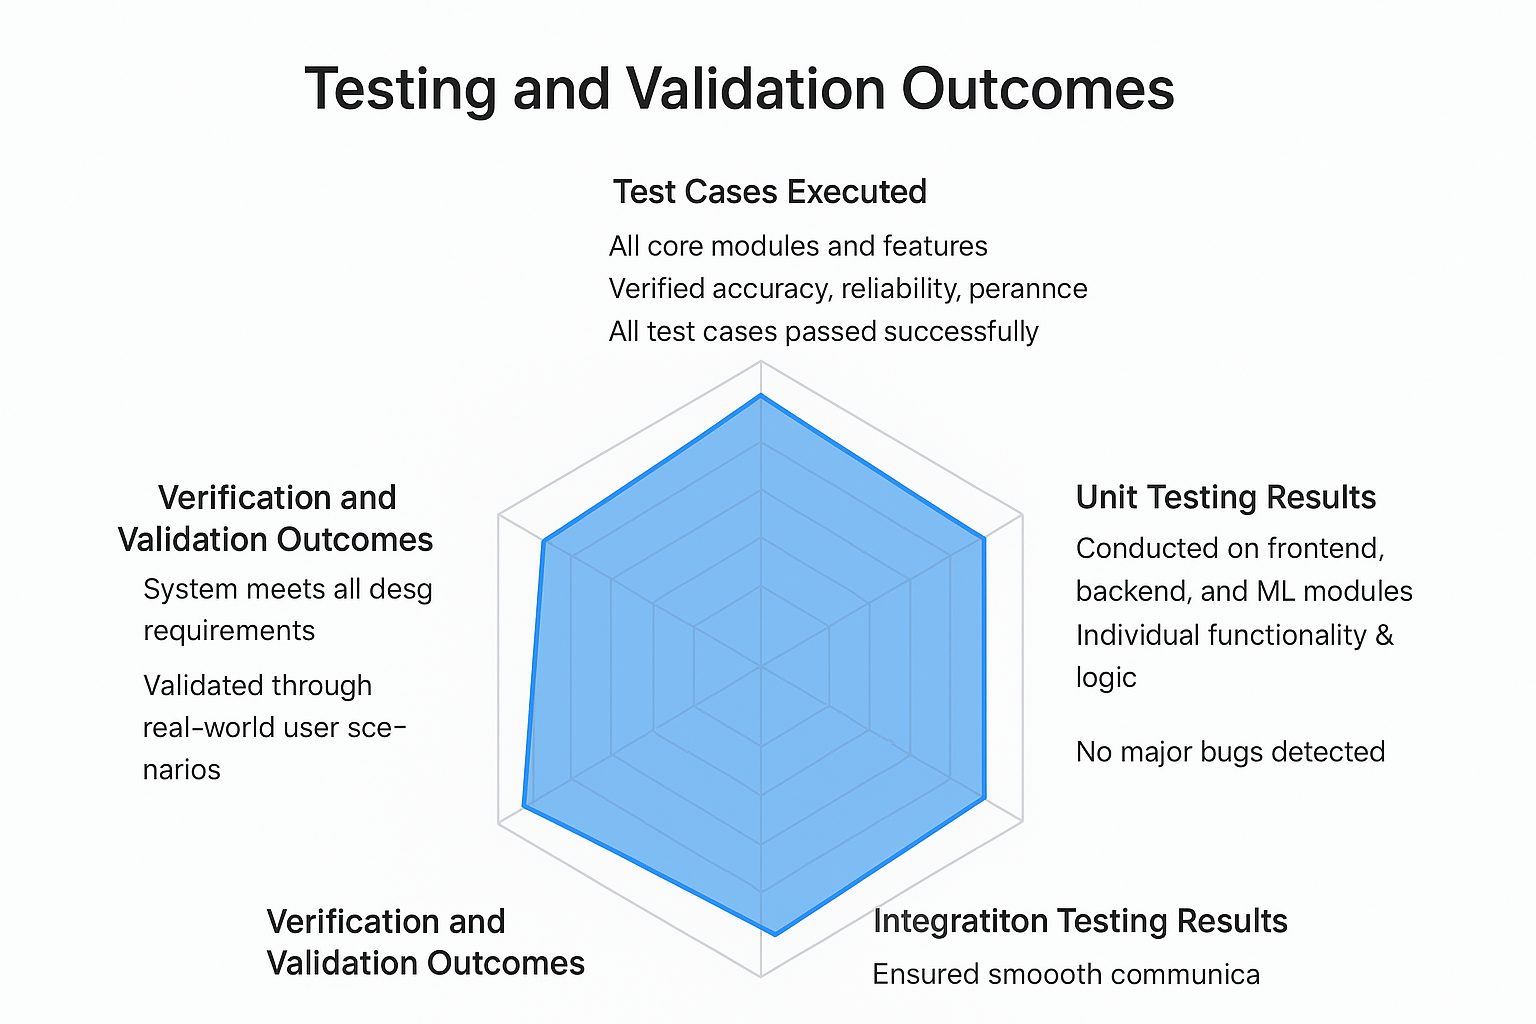 Testing and Validation Outcomes
Test Cases Executed
All core modules and features
Verified accuracy, reliability, perannce
All test cases passed successfully
Verification and
Validation Outcomes
System meets all desg
requirements
Validated through
real-world user sce-
narios
Unit Testing Results
Conducted on frontend,
backend, and ML modules
Individual functionality &
logic
No major bugs detected
Verification and
Validation Outcomes
Integratiton Testing Results
Ensured smoooth communica